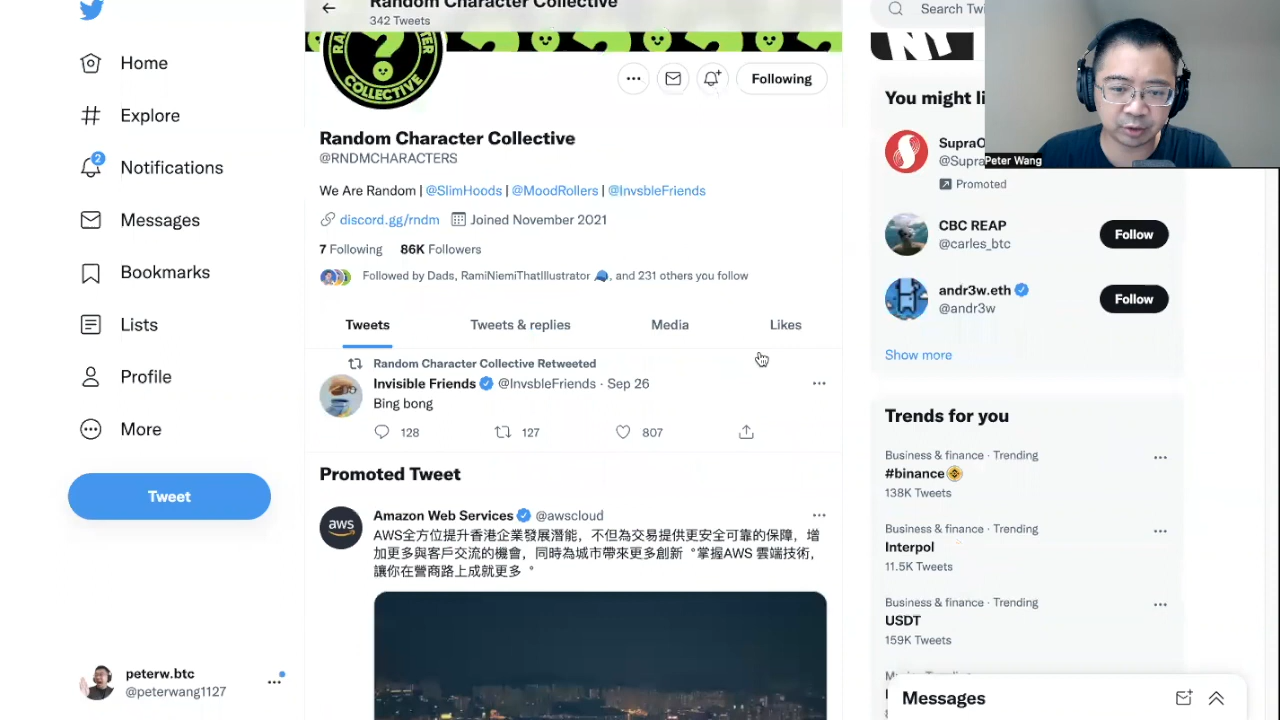 Random Character Collective
342 Tweets
Search Twi
Home
Explore
2
Notifications
Messages
Bookmarks
Lists
Profile
More
Tweet
peterw.btc
@peterwang1127
COLLECTIVE
Following
Random Character Collective
@RNDMCHARACTERS
We Are Random | @SlimHoods | @MoodRollers | @InvsbleFriends
discord.gg/rndm Joined November 2021
7 Following 86K Followers
Followed by Dads, RamiNiemiThatIllustrator, and 231 others you follow
Tweets Tweets & replies Media Likes
Random Character Collective Retweeted
Invisible Friends @InvsbleFriends · Sep 26
Bing bong
128 127 807
Promoted Tweet
aws
Amazon Web Services @awscloud
AWS全方位提升香港企業發展潛能，不但為交易提供更安全可靠的保障，增
加更多與客戶交流的機會，同時為城市帶來更多創新。掌握AWS 雲端技術，
讓你在營商路上成就更多。
Peter Wang
You might li
SupraO
@Supra
Promoted
CBC REAP
@carles_btc
Follow
andr3w.eth
@andr3w
Follow
Show more
Trends for you
Business & finance · Trending
#binance
138K Tweets
Business & finance · Trending
Interpol
11.5K Tweets
Business & finance · Trending
USDT
159K Tweets
Messages